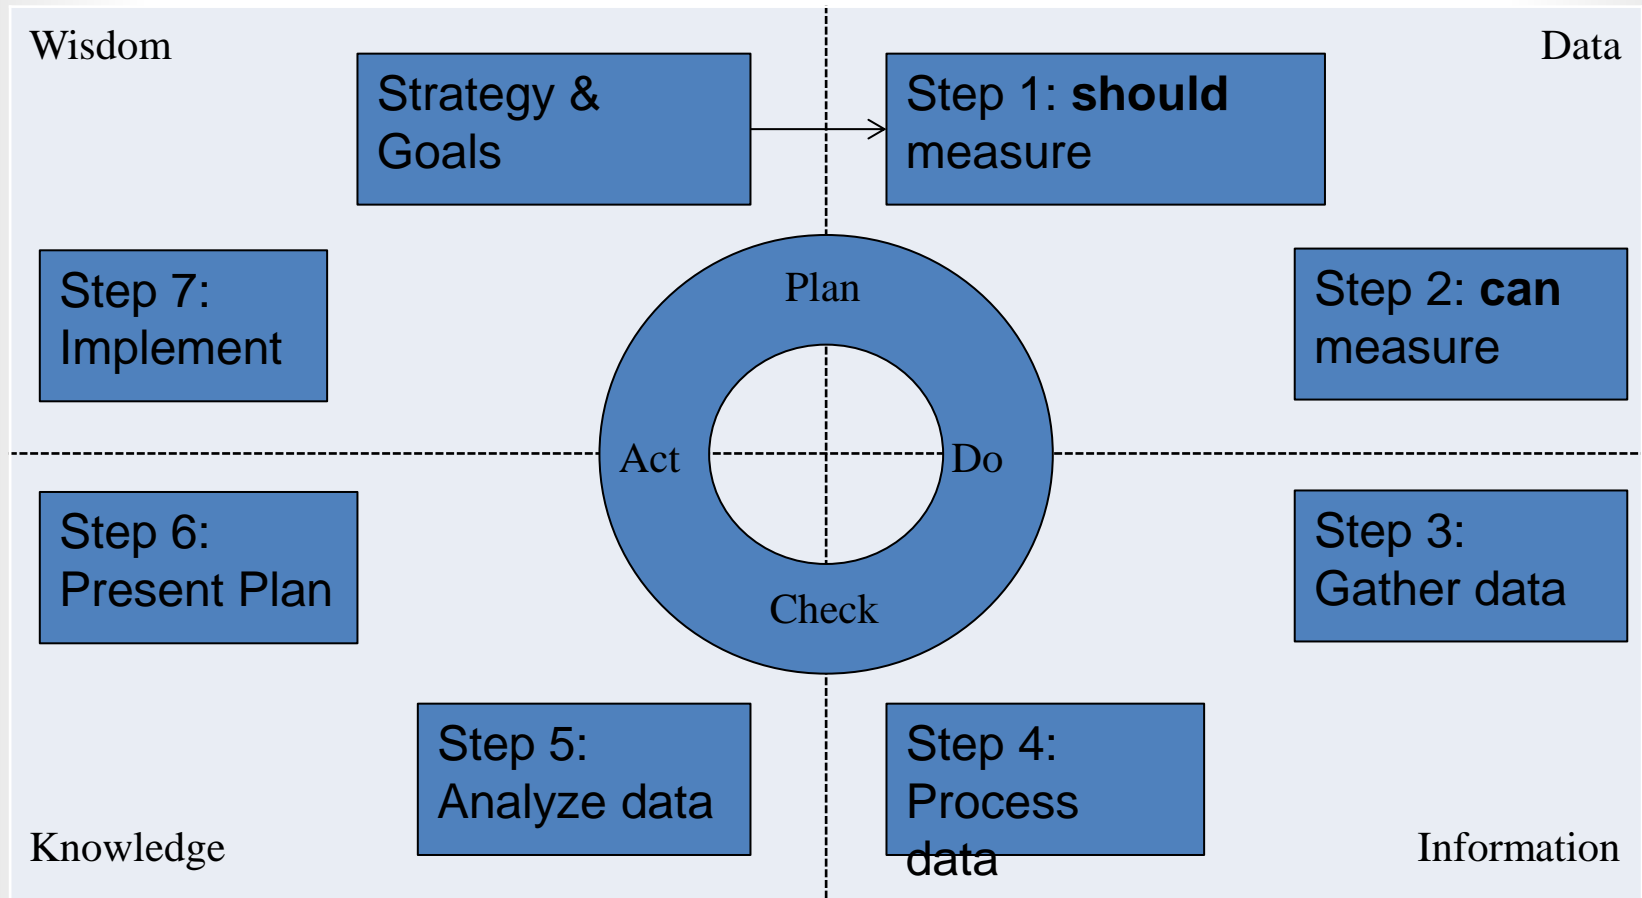 Wisdom
Data
Strategy &
Goals
Step 1: should
measure
Step 7:
Implement
Plan
Step 2: can
measure
Act
Do
Step 6:
Present Plan
Step 3:
Gather data
Check
Step 5:
Analyze data
Step 4:
Process
data
Knowledge
Information